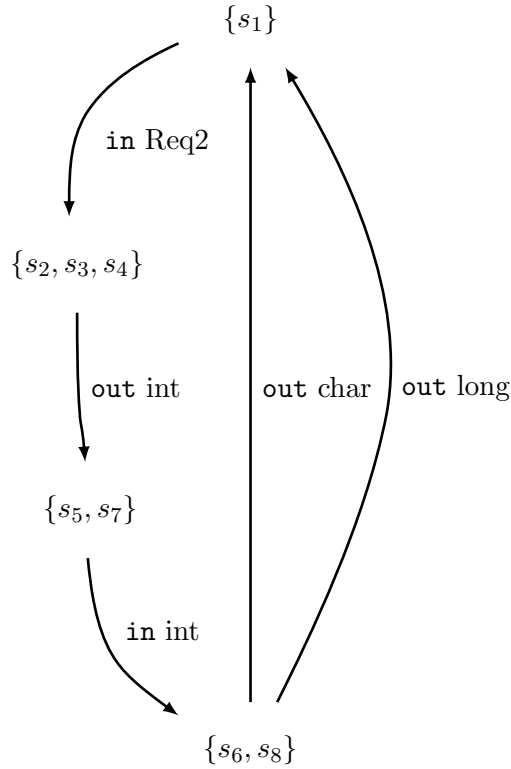 {s₁}
in Req2
{s₂, s₃, s₄}
out int
out char
out long
{s₅, s₇}
in int
{s₆, s₈}